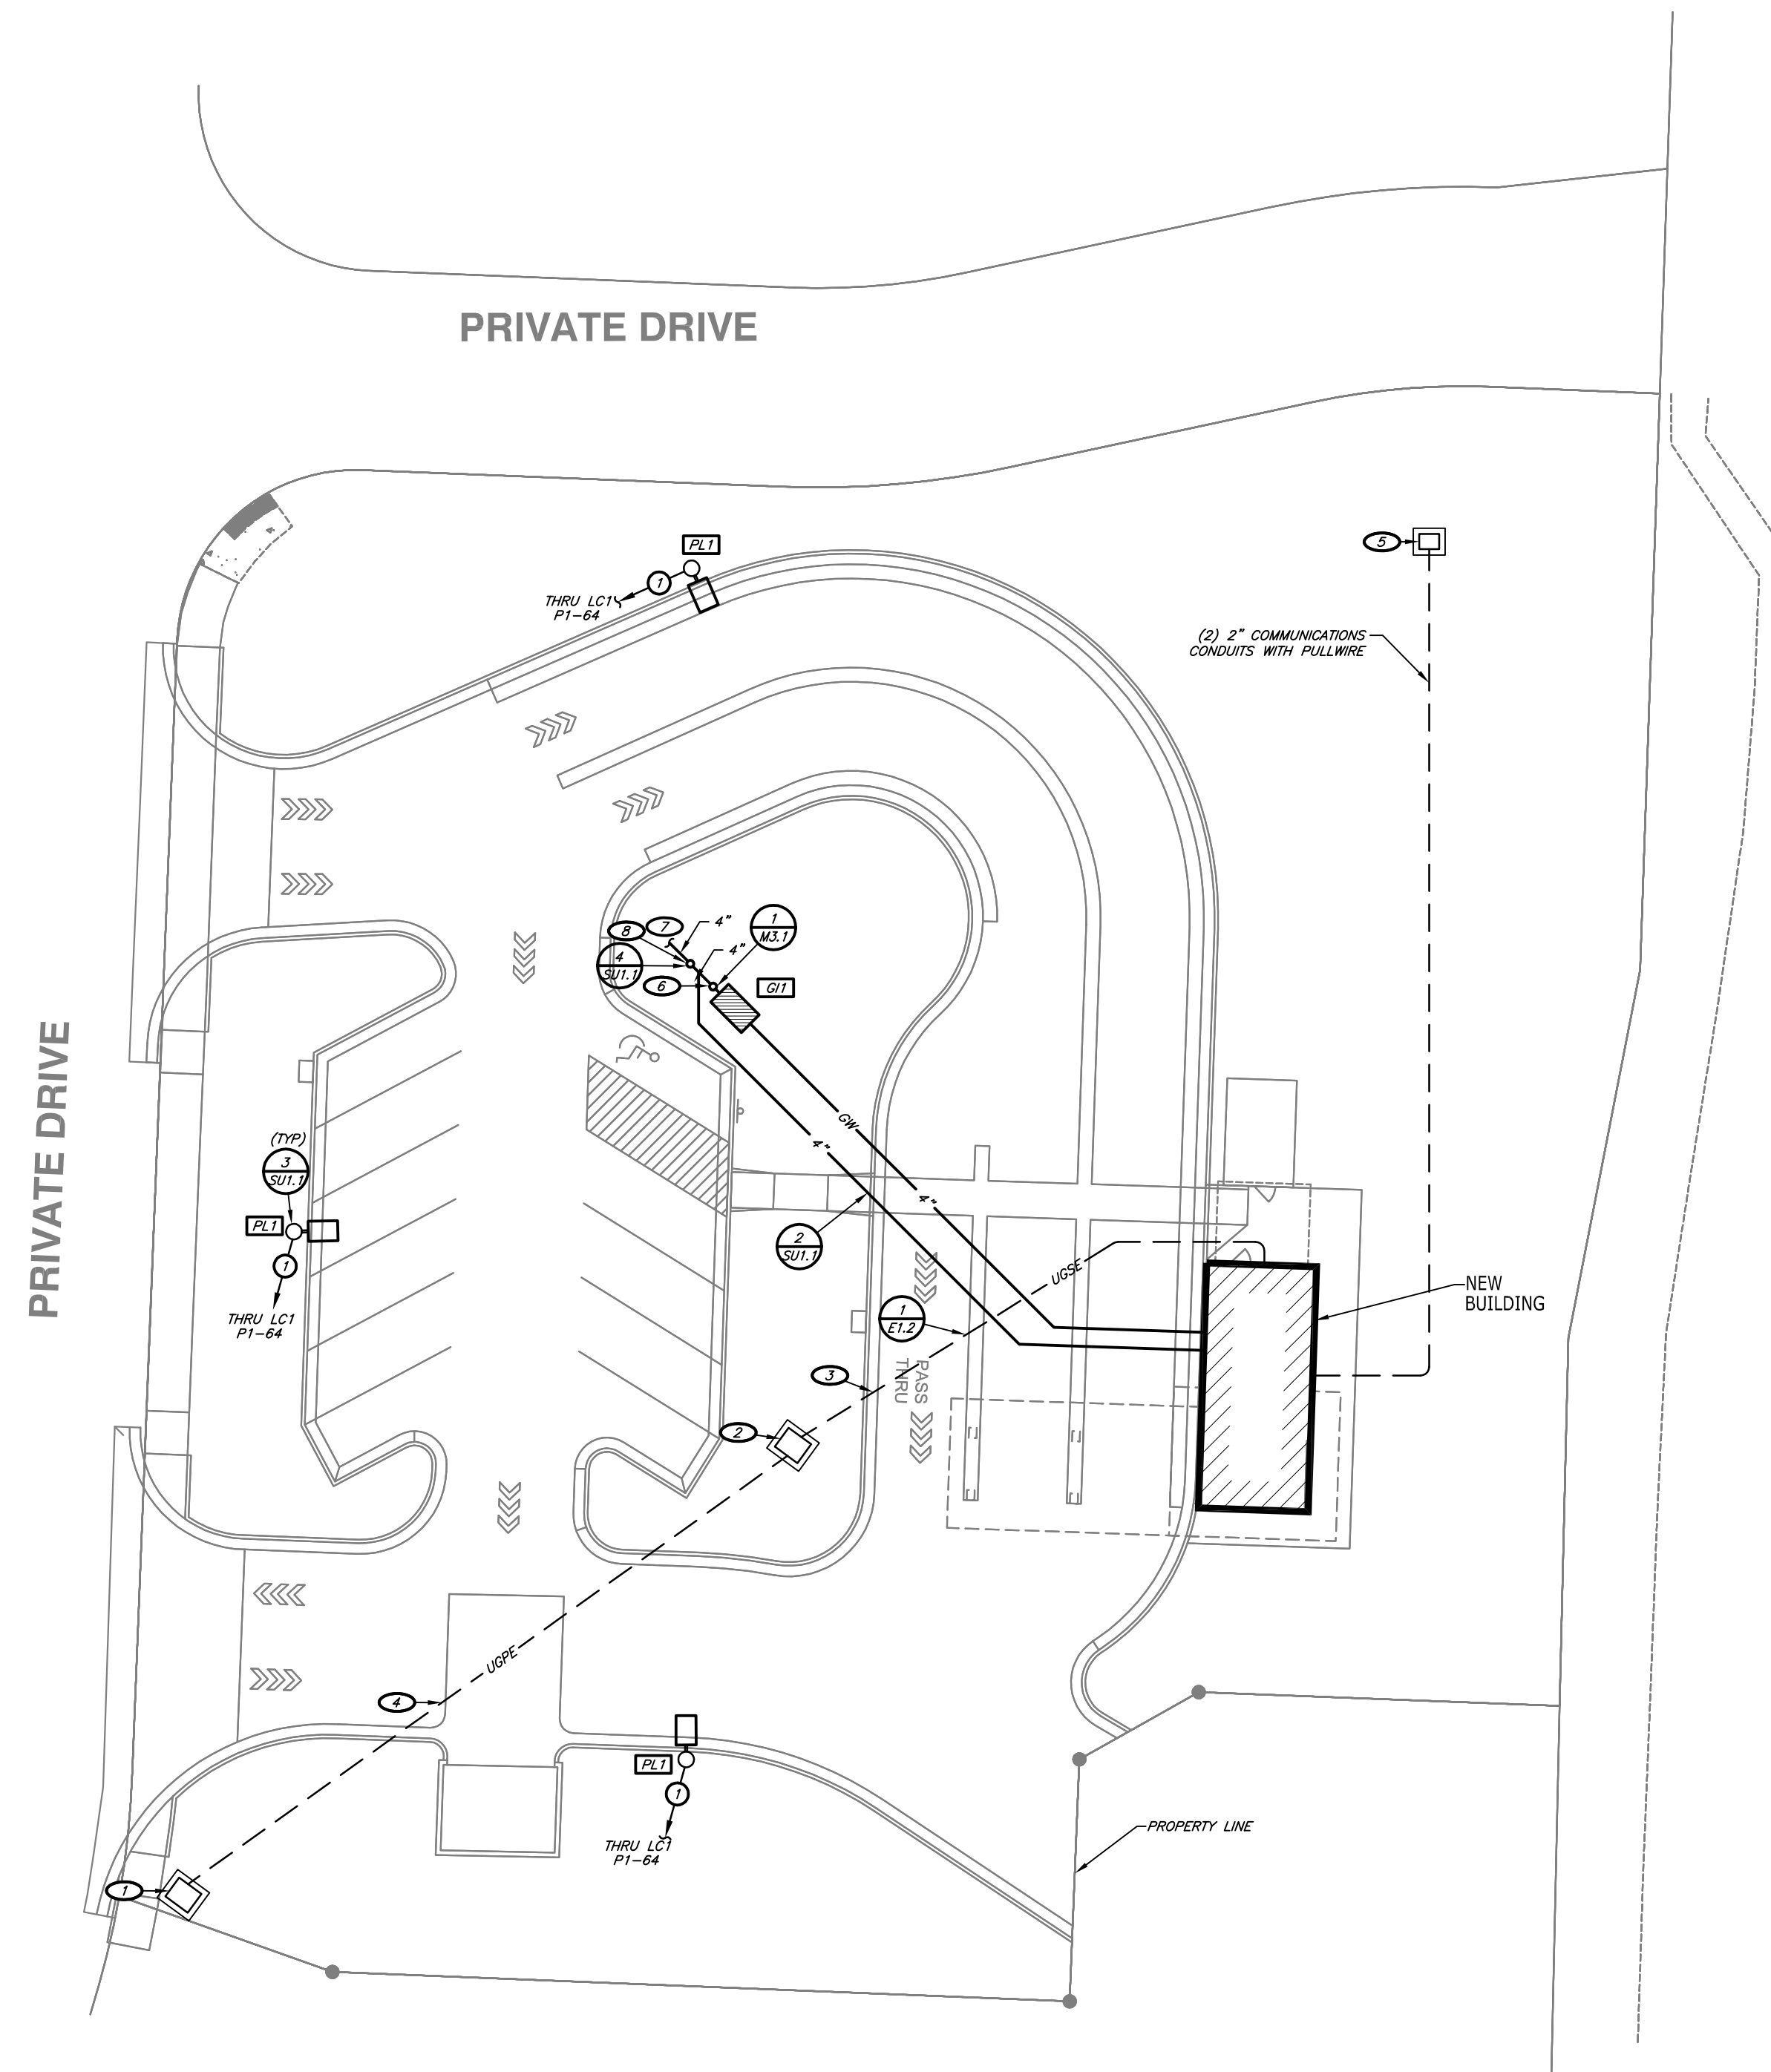 PRIVATE DRIVE
PL1
1
THRU LC1
P1-64
5
(2) 2" COMMUNICATIONS
CONDUITS WITH PULLWIRE
7
4"
1
M3.1
8
4"
4
SU1.1
6
GI1
PRIVATE DRIVE
GW
4"
4"
(TYP)
3
SU1.1
PL1
1
THRU LC1
P1-64
2
SU1.1
UGSE
1
E1.2
NEW
BUILDING
3
PASS
THRU
2
UGPE
4
PL1
1
THRU LC1
P1-64
PROPERTY LINE
1